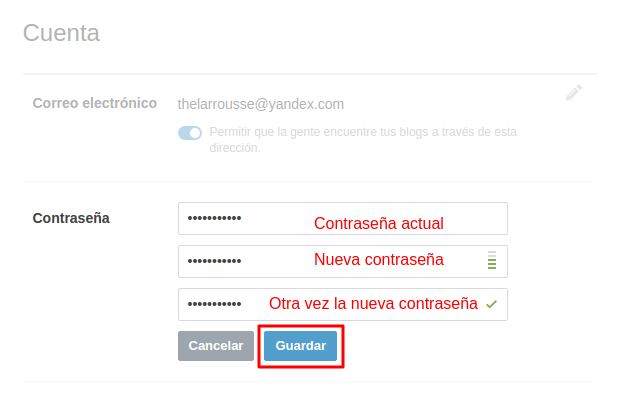 Cuenta
Correo electrónico
thelarrousse@yandex.com
Permitir que la gente encuentre tus blogs a través de esta
dirección.
Contraseña
••••••••••• Contraseña actual
••••••••••• Nueva contraseña
••••••••••• Otra vez la nueva contraseña
Cancelar
Guardar